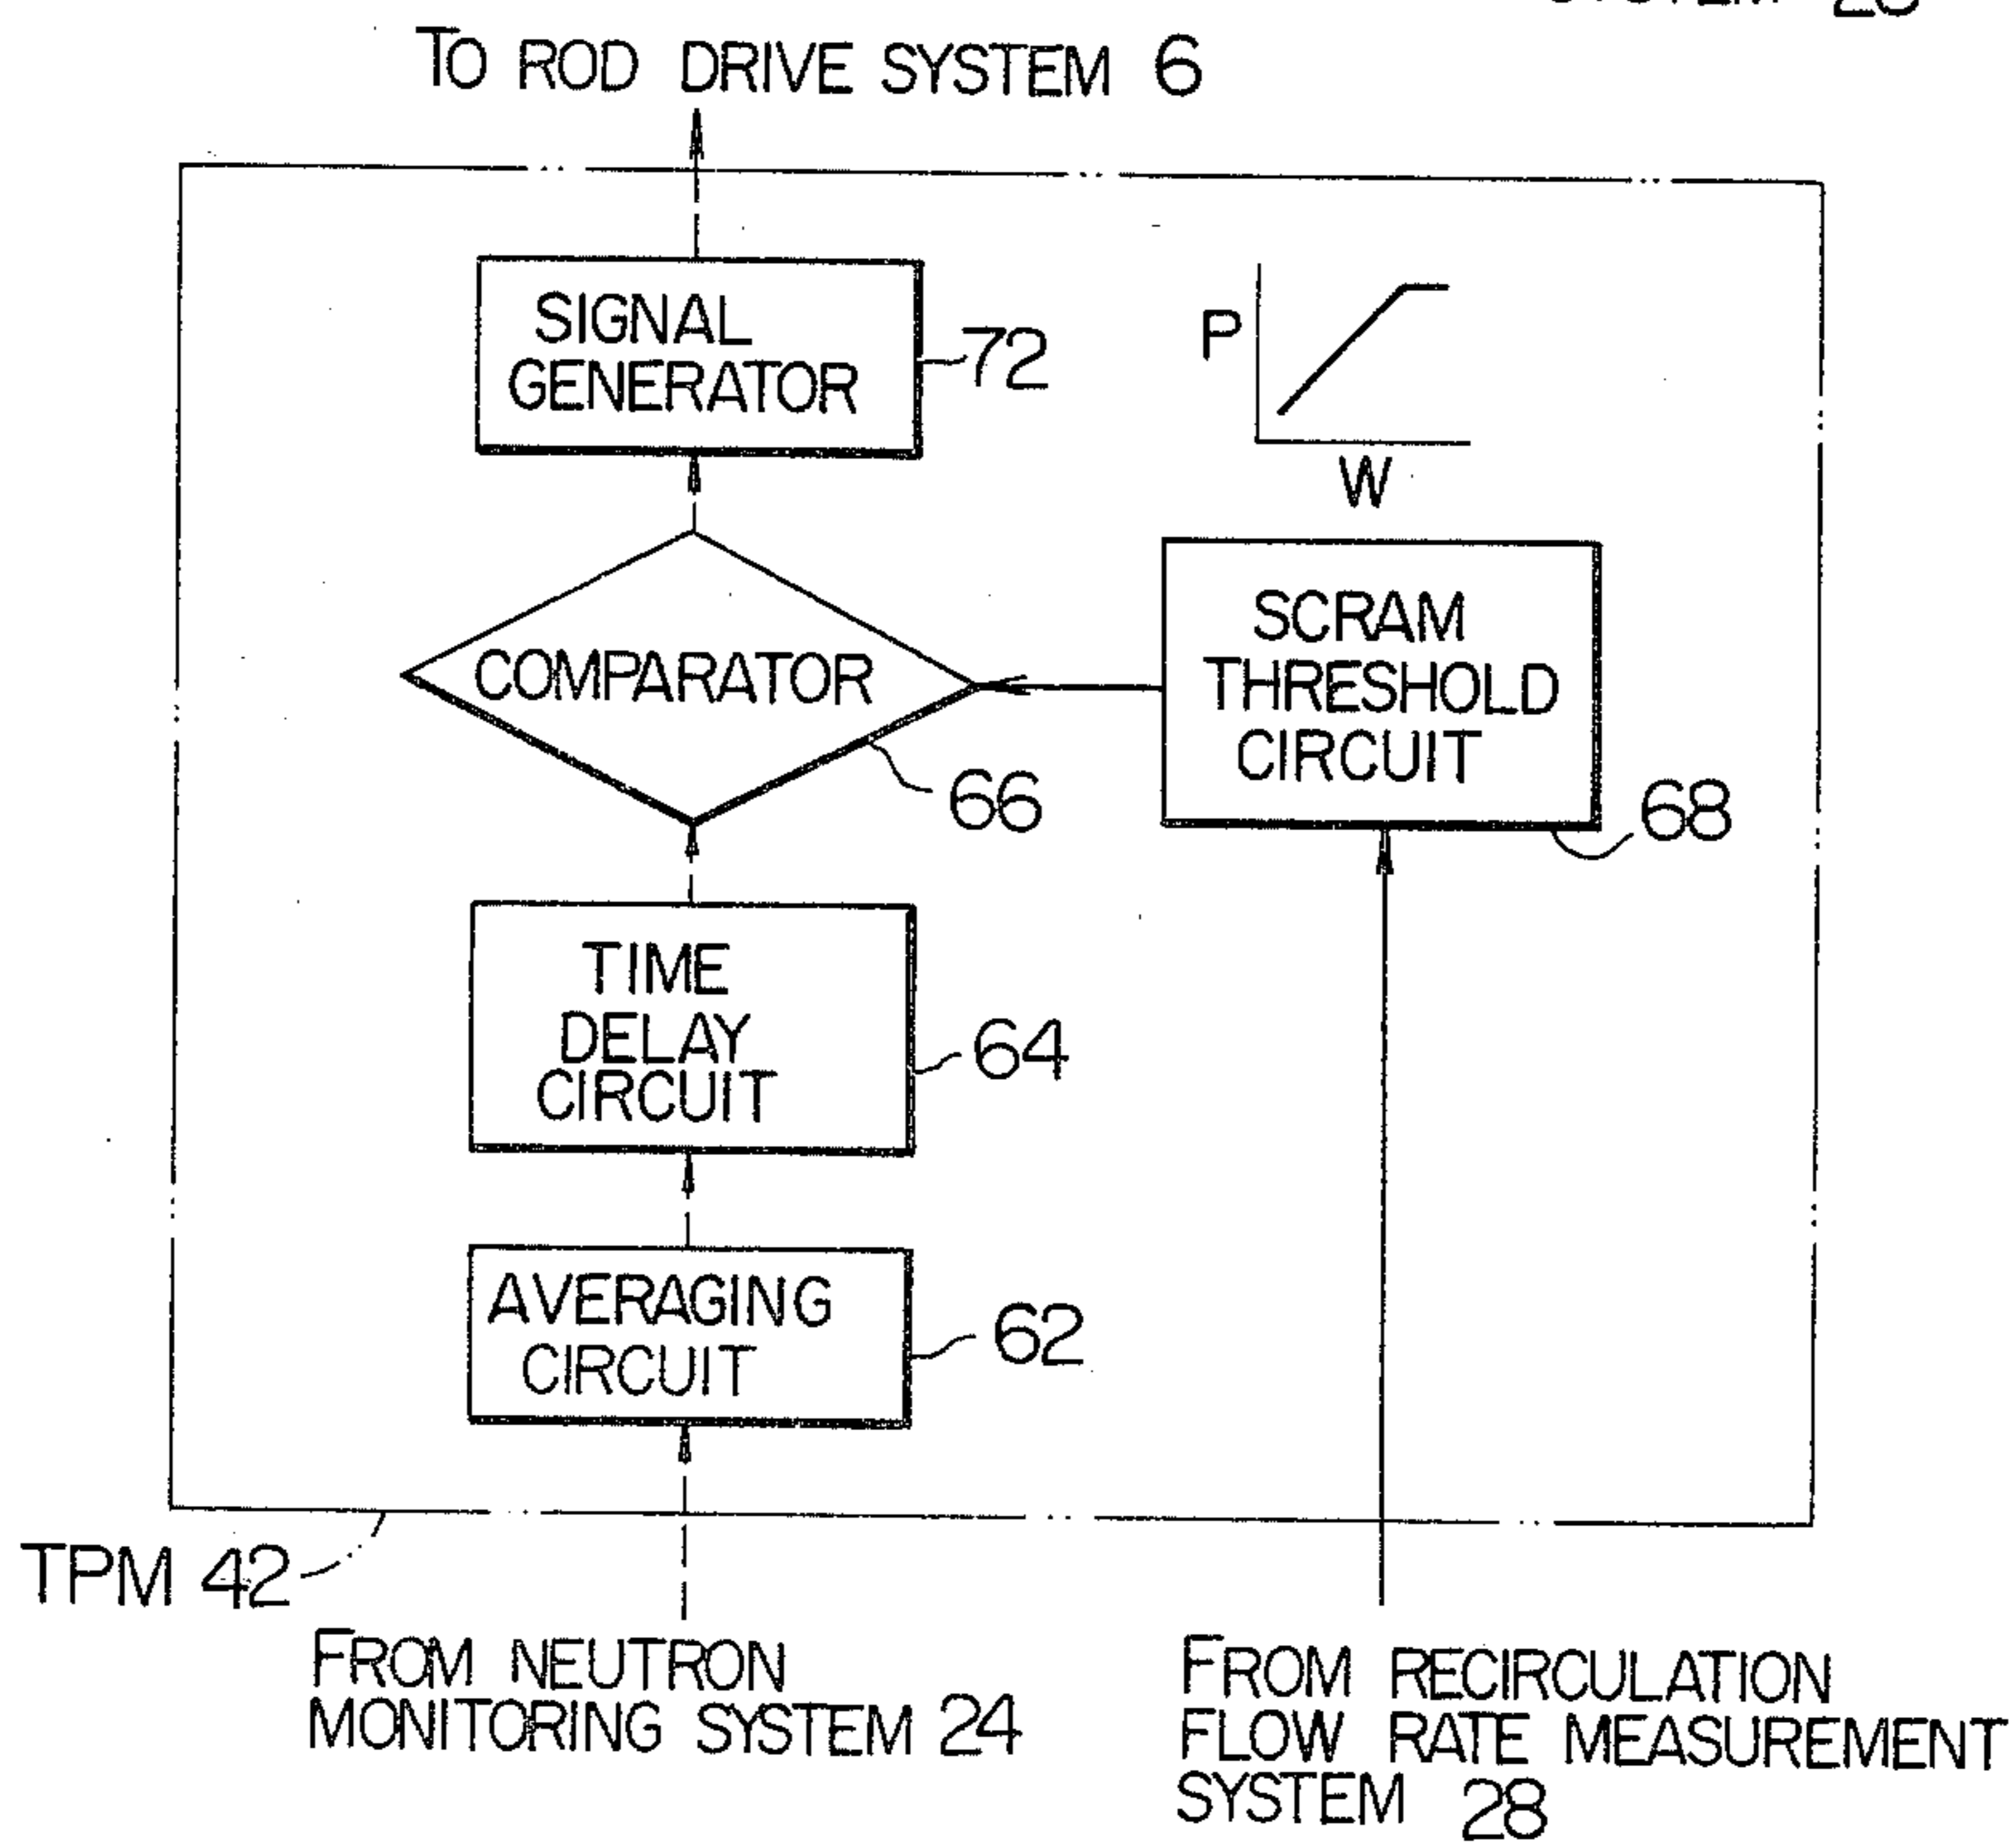 TO ROD DRIVE SYSTEM 6
SIGNAL
GENERATOR
72
P
W
COMPARATOR
66
SCRAM
THRESHOLD
CIRCUIT
68
TIME
DELAY
CIRCUIT
64
AVERAGING
CIRCUIT
62
TPM 42
FROM NEUTRON
MONITORING SYSTEM 24
FROM RECIRCULATION
FLOW RATE MEASUREMENT
SYSTEM 28